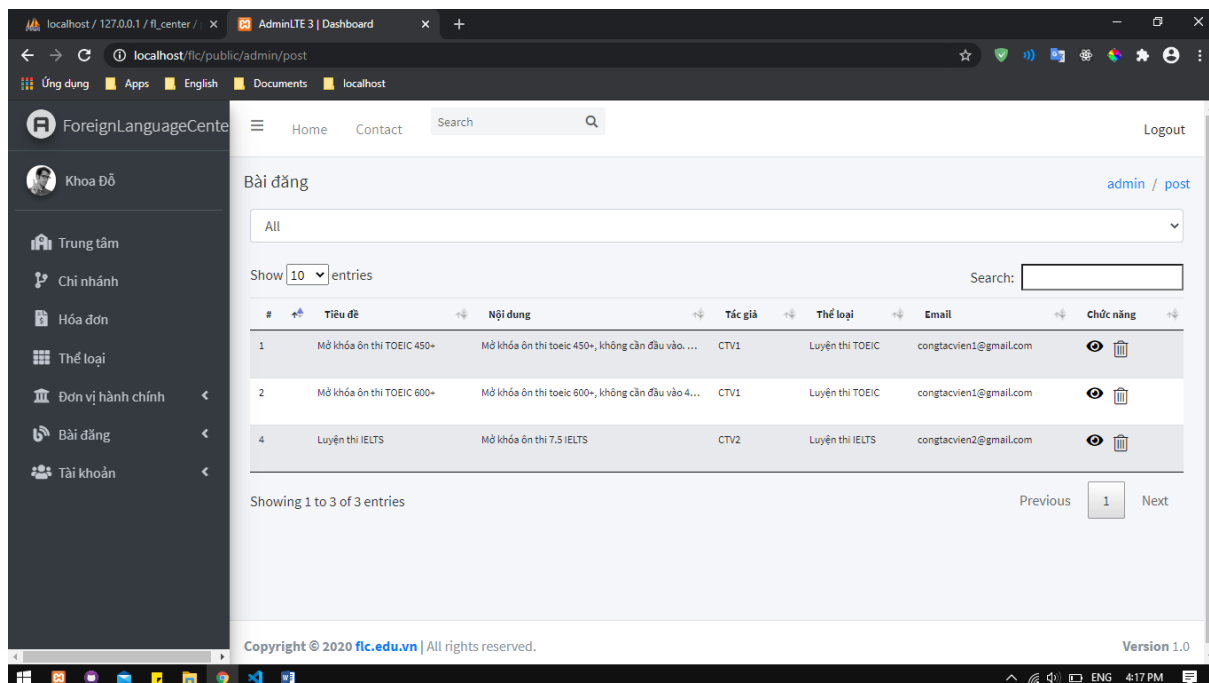 localhost / 127.0.0.1 / fl_center /
AdminLTE 3 | Dashboard
localhost/flc/public/admin/post
Ứng dụng Apps English Documents localhost
ForeignLanguageCente
Home Contact Search Logout
Khoa Đỗ
Bài đăng admin / post
All
Trung tâm
Chi nhánh
Hóa đơn
Thể loại
Đơn vị hành chính
Bài đăng
Tài khoản
Show 10 entries Search:
# Tiêu đề Nội dung Tác giả Thể loại Email Chức năng
1 Mở khóa ôn thi TOEIC 450+ Mở khóa ôn thi toeic 450+, không cần đầu vào. ... CTV1 Luyện thi TOEIC congtacvien1@gmail.com
2 Mở khóa ôn thi TOEIC 600+ Mở khóa ôn thi toeic 600+, không cần đầu vào 4... CTV1 Luyện thi TOEIC congtacvien1@gmail.com
4 Luyện thi IELTS Mở khóa ôn thi 7.5 IELTS CTV2 Luyện thi IELTS congtacvien2@gmail.com
Showing 1 to 3 of 3 entries Previous 1 Next
Copyright © 2020 flc.edu.vn | All rights reserved. Version 1.0
ENG 4:17 PM